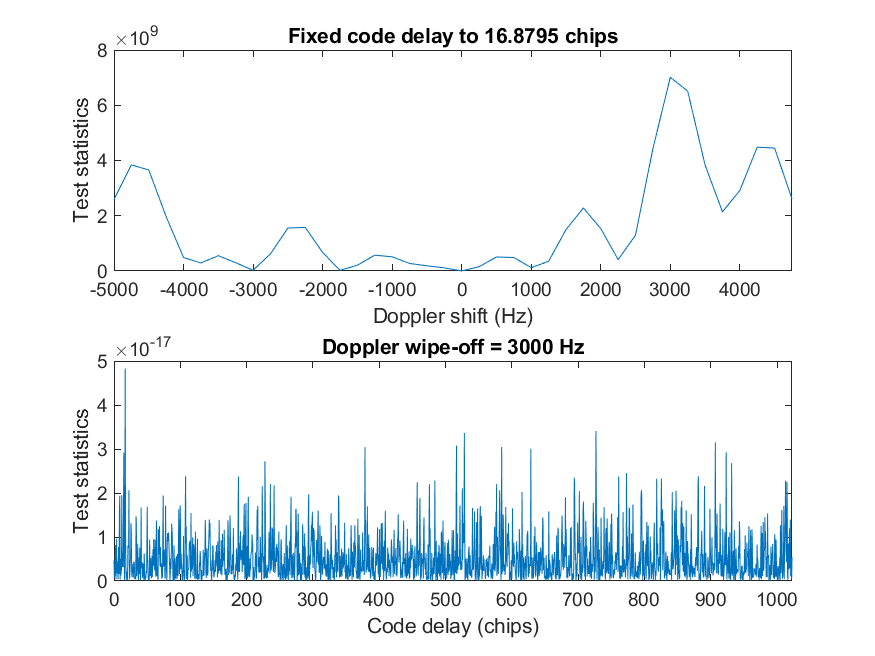 ×10^9
Fixed code delay to 16.8795 chips
8
6
4
2
0
Test statistics
-5000 -4000 -3000 -2000 -1000 0 1000 2000 3000 4000
Doppler shift (Hz)
×10^-17
Doppler wipe-off = 3000 Hz
5
4
3
2
1
0
Test statistics
0 100 200 300 400 500 600 700 800 900 1000
Code delay (chips)